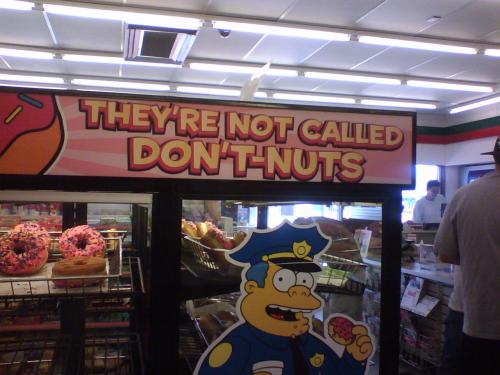 THEY'RE NOT CALLED
DON'T-NUTS